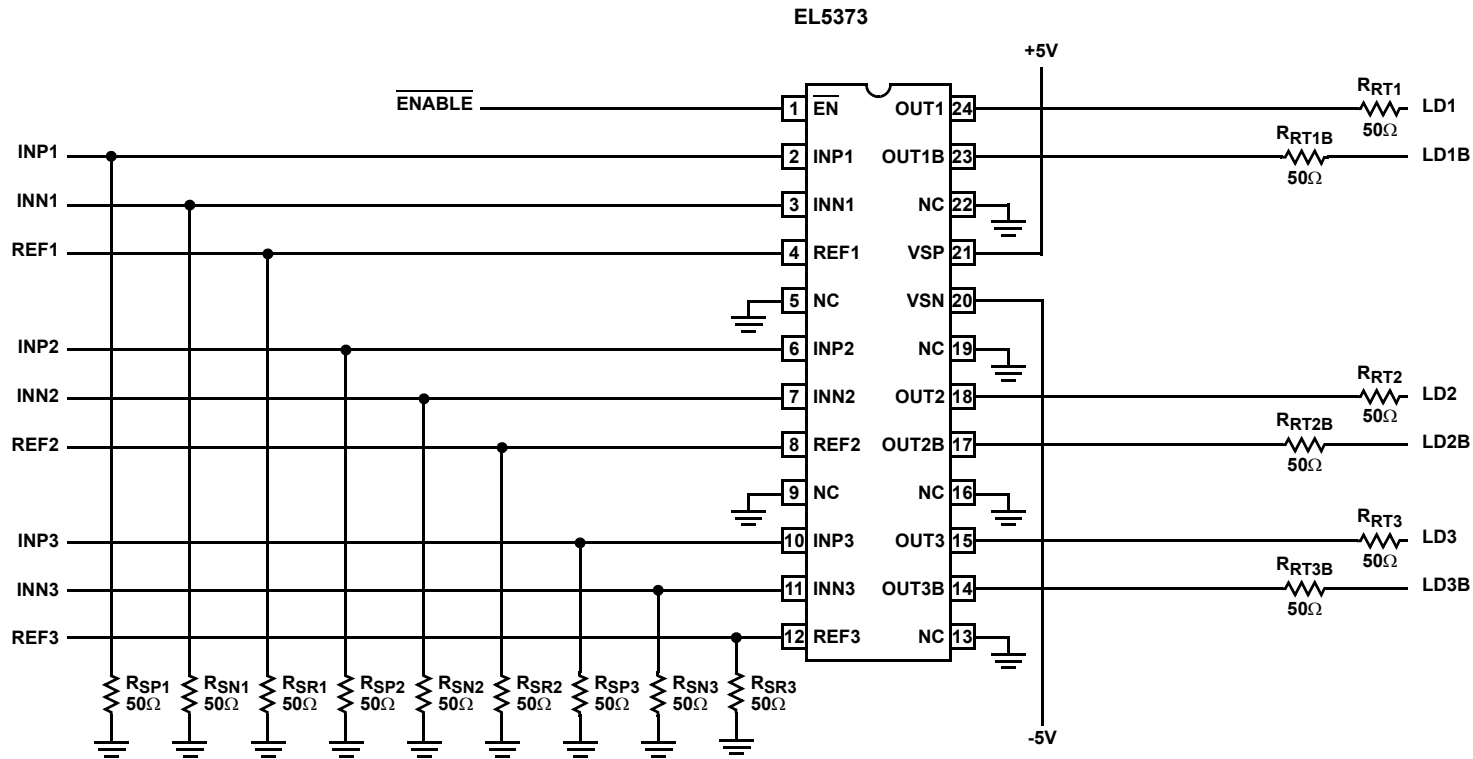 EL5373
+5V
ENABLE
1 EN OUT1 24
RRT1
50Ω
LD1
INP1
2 INP1 OUT1B 23
RRT1B
50Ω
LD1B
INN1
3 INN1 NC 22
REF1
4 REF1 VSP 21
5 NC VSN 20
INP2
6 INP2 NC 19
INN2
7 INN2 OUT2 18
RRT2
50Ω
LD2
REF2
8 REF2 OUT2B 17
RRT2B
50Ω
LD2B
9 NC NC 16
INP3
10 INP3 OUT3 15
RRT3
50Ω
LD3
INN3
11 INN3 OUT3B 14
RRT3B
50Ω
LD3B
REF3
12 REF3 NC 13
RSP1 RSN1 RSR1 RSP2 RSN2 RSR2 RSP3 RSN3 RSR3
50Ω 50Ω 50Ω 50Ω 50Ω 50Ω 50Ω 50Ω 50Ω
-5V